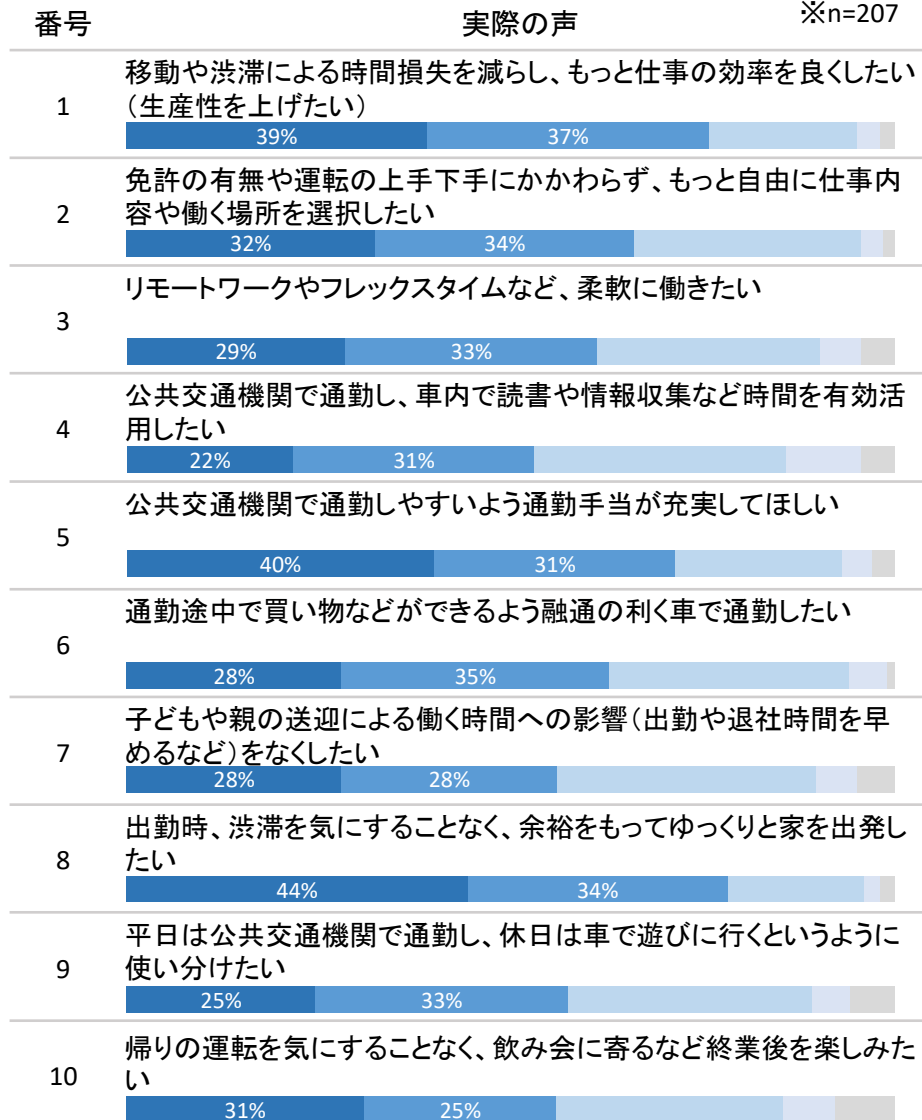 番号 実際の声 ※n=207
1
移動や渋滞による時間損失を減らし、もっと仕事の効率を良くしたい
（生産性を上げたい）
39% 37%
2
免許の有無や運転の上手下手にかかわらず、もっと自由に仕事内
容や働く場所を選択したい
32% 34%
3
リモートワークやフレックスタイムなど、柔軟に働きたい
29% 33%
4
公共交通機関で通勤し、車内で読書や情報収集など時間を有効活
用したい
22% 31%
5
公共交通機関で通勤しやすいよう通勤手当が充実してほしい
40% 31%
6
通勤途中で買い物などができるよう融通の利く車で通勤したい
28% 35%
7
子どもや親の送迎による働く時間への影響（出勤や退社時間を早
めるなど）をなくしたい
28% 28%
8
出勤時、渋滞を気にすることなく、余裕をもってゆっくりと家を出発し
たい
44% 34%
9
平日は公共交通機関で通勤し、休日は車で遊びに行くというように
使い分けたい
25% 33%
10
帰りの運転を気にすることなく、飲み会に寄るなど終業後を楽しみた
い
31% 25%